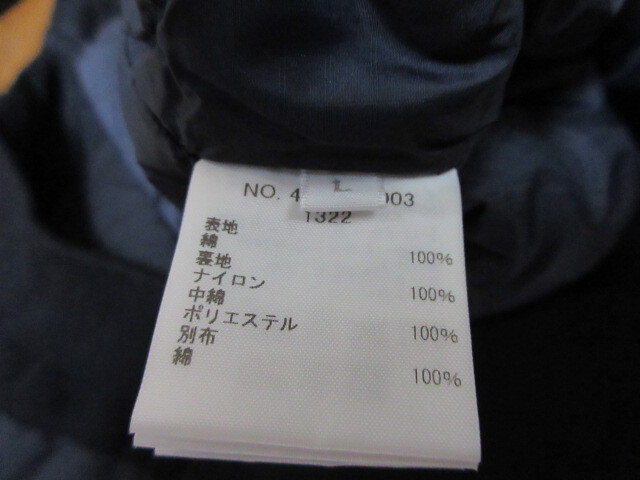 NO. 4 003
L
1322
表地
綿 100%
裏地
ナイロン 100%
中綿
ポリエステル 100%
別布
綿 100%